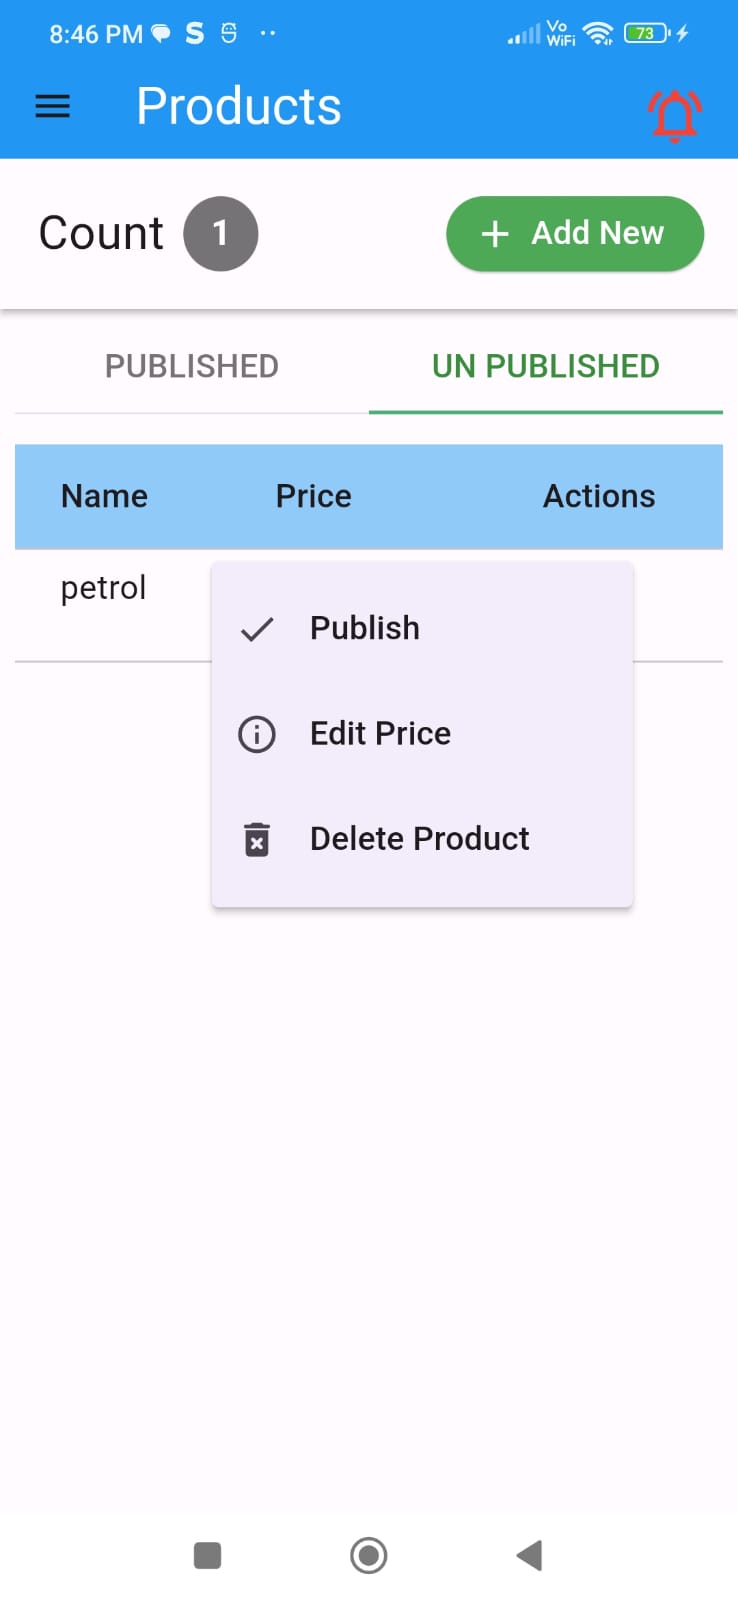 8:46 PM S
Vo
WiFi
73
Products
Count 1
+ Add New
PUBLISHED UN PUBLISHED
Name Price Actions
petrol
Publish
Edit Price
Delete Product